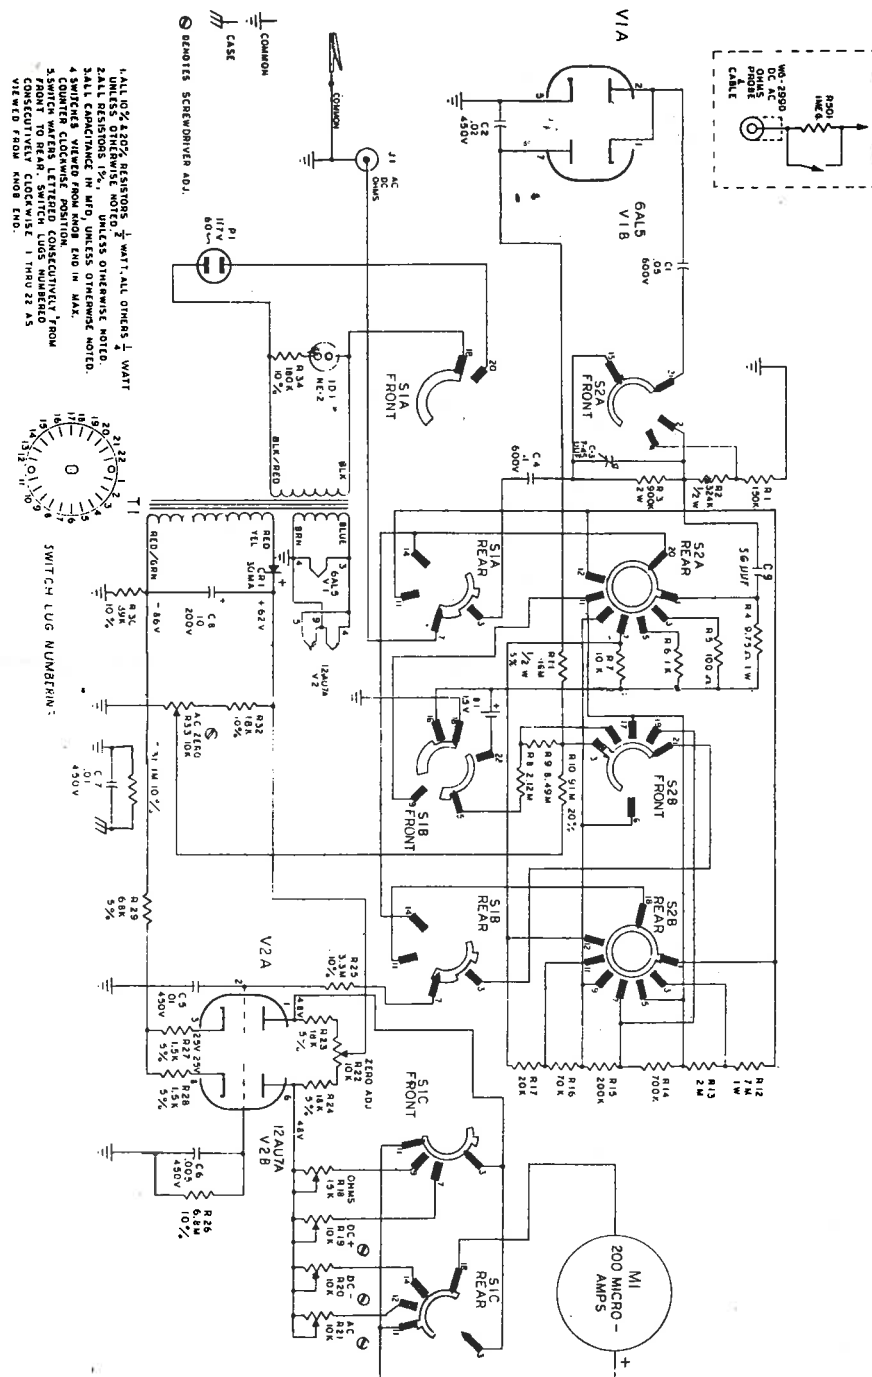 V1A
WG-299D
DC AC
OHMS
PROBE
&
CABLE
R501
1MEG.
6AL5
V1B
C2
.02
450V
C1
.05
600V
COMMON
CASE
DENOTES SCREWDRIVER ADJ.
COMMON
J1
AC
DC
OHMS
P1
117V
60~
1. ALL 10% & 20% RESISTORS 1/2 WATT, ALL OTHERS 1/4 WATT
UNLESS OTHERWISE NOTED
2. ALL RESISTORS 1%, UNLESS OTHERWISE NOTED.
3. ALL CAPACITANCE IN MFD, UNLESS OTHERWISE NOTED.
4. SWITCHES VIEWED FROM KNOB END IN MAX.
COUNTER CLOCKWISE POSITION.
5. SWITCH WAFERS LETTERED CONSECUTIVELY FROM
FRONT TO REAR. SWITCH LUGS NUMBERED
CONSECUTIVELY CLOCKWISE 1 THRU 22 AS
VIEWED FROM KNOB END.
SWITCH LUG NUMBERING
S2A
FRONT
S1A
FRONT
R34
180K
10%
NE-2
BLK/RED
BLK
T1
RED/GRN
RED
YEL
BRN
BLUE
CR1
50MA
6AL5
V1
12AU7A
V2
+62V
-86V
C8
10
200V
39K
10%
R32
18K
10%
AC ZERO
R33 10K
C7
.01
450V
R29
68K
5%
R1
150K
R2
324K
1/2 W
R3
900K
2W
C4
.1
600V
C9
R4
9.75Ω 1W
R5
100Ω
R6 1K
R7
10K
R11
1/2 W
5%
S2A
REAR
S1A
REAR
B1
1.5V
S1B
FRONT
R8 2.12M
R9 8.49M
R10 .91M 20%
S2B
FRONT
S2B
REAR
S1B
REAR
R12
7M
1W
R13
2M
R14
700K
R15
200K
R16
70K
R17
20K
V2A
R25
3.3M
10%
C5
.01
450V
48V
R23
18K
5%
ZERO ADJ
R22
10K
R24
18K
5%
48V
R27
1.5K
5%
25V 25V
R28
1.5K
5%
12AU7A
V2B
C6
.005
450V
R26
6.8M
10%
S1C
FRONT
OHMS
R18
15K
DC+
R19
10K
DC-
R20
10K
AC
R21
10K
S1C
REAR
M1
200 MICRO-
AMPS
+